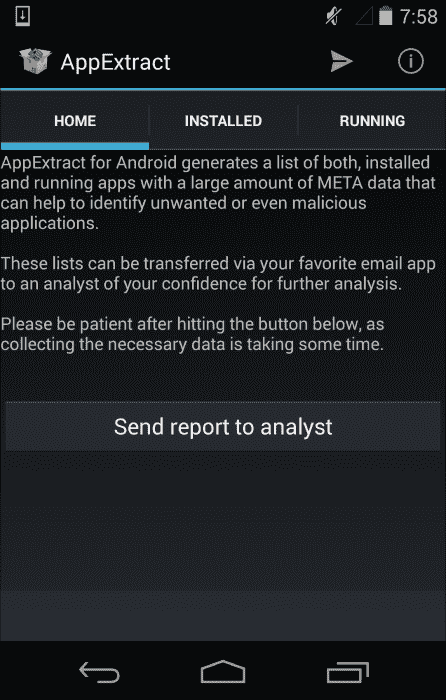 7:58
AppExtract
HOME
INSTALLED
RUNNING
AppExtract for Android generates a list of both, installed
and running apps with a large amount of META data that
can help to identify unwanted or even malicious
applications.
These lists can be transferred via your favorite email app
to an analyst of your confidence for further analysis.
Please be patient after hitting the button below, as
collecting the necessary data is taking some time.
Send report to analyst